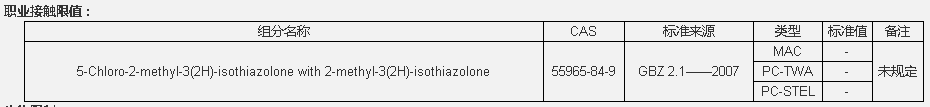 职业接触限值：
组分名称 CAS 标准来源 类型 标准值 备注
5-Chloro-2-methyl-3(2H)-isothiazolone with 2-methyl-3(2H)-isothiazolone 55965-84-9 GBZ 2.1——2007 MAC - 未规定
PC-TWA -
PC-STEL -